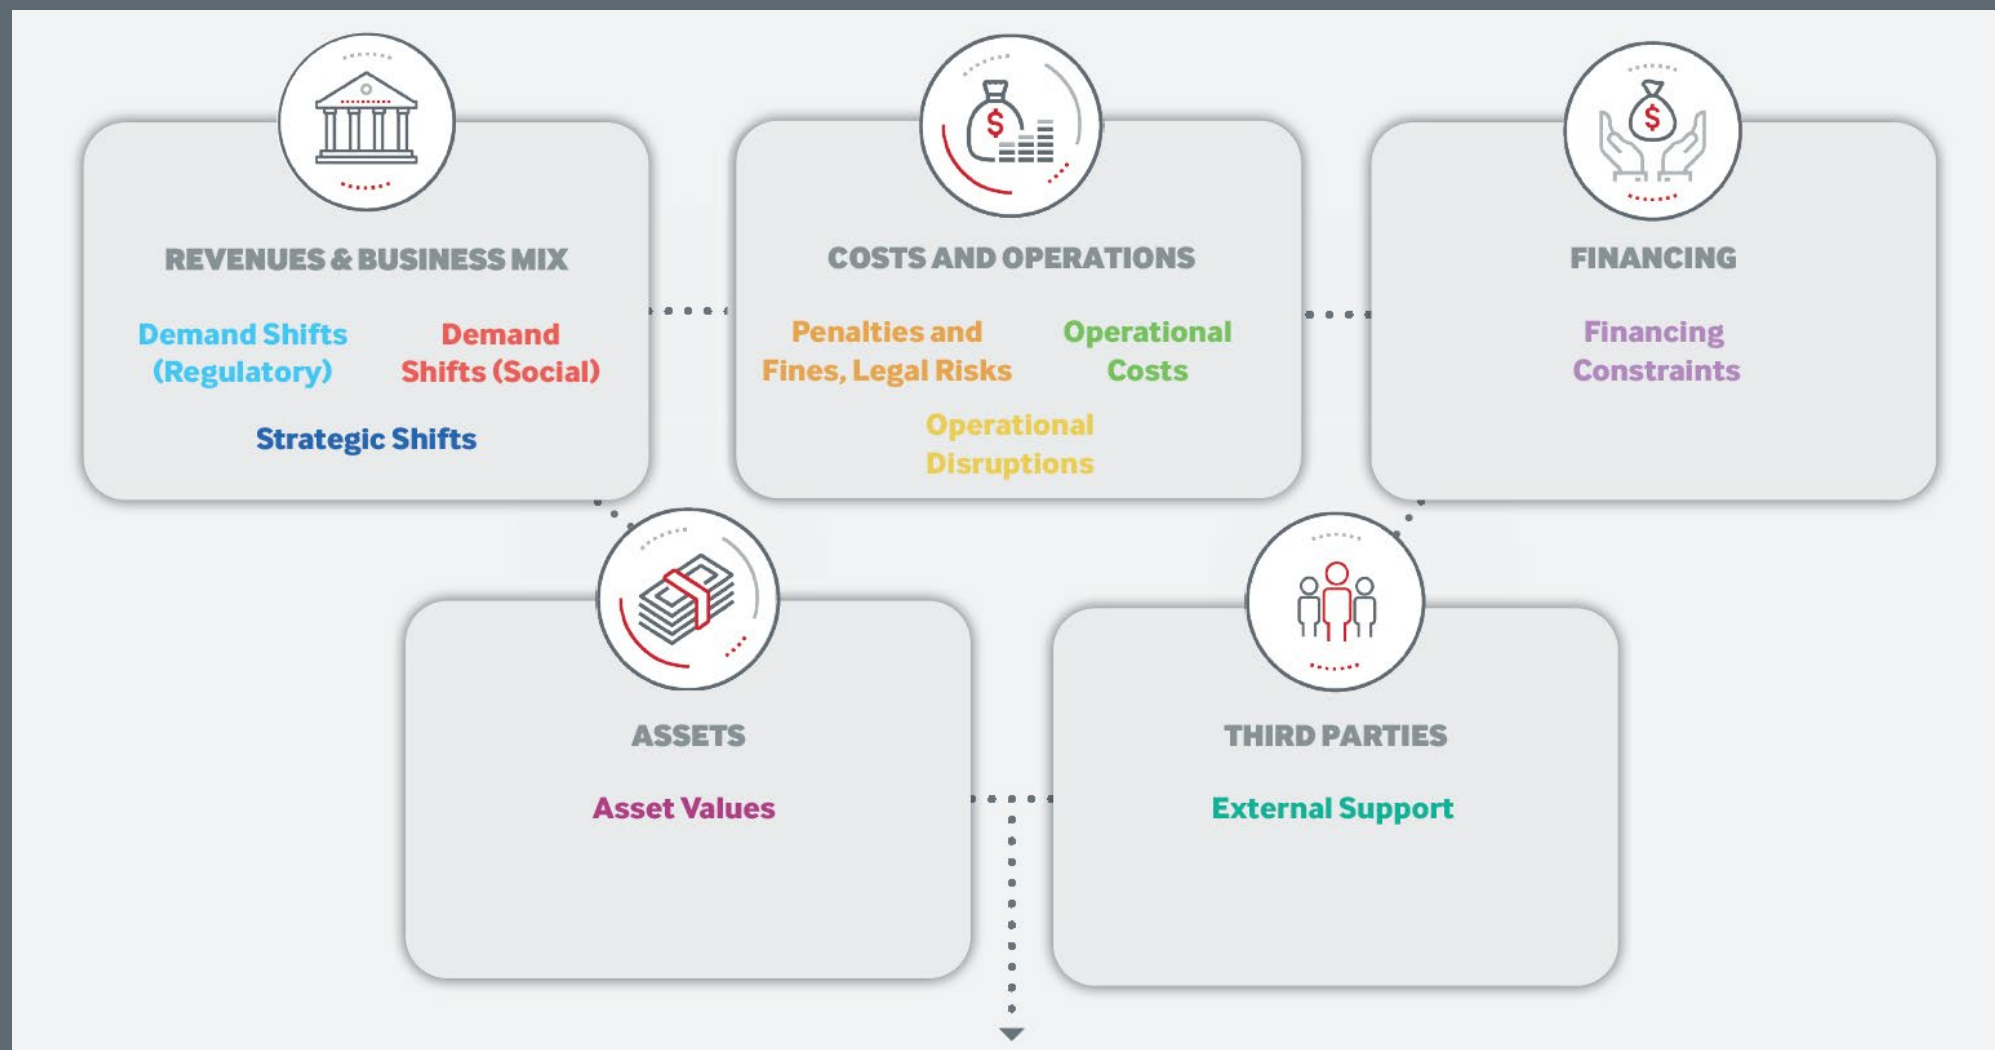 REVENUES & BUSINESS MIX
Demand Shifts
(Regulatory)
Demand
Shifts (Social)
Strategic Shifts
$
COSTS AND OPERATIONS
Penalties and
Fines, Legal Risks
Operational
Costs
Operational
Disruptions
$
FINANCING
Financing
Constraints
ASSETS
Asset Values
THIRD PARTIES
External Support